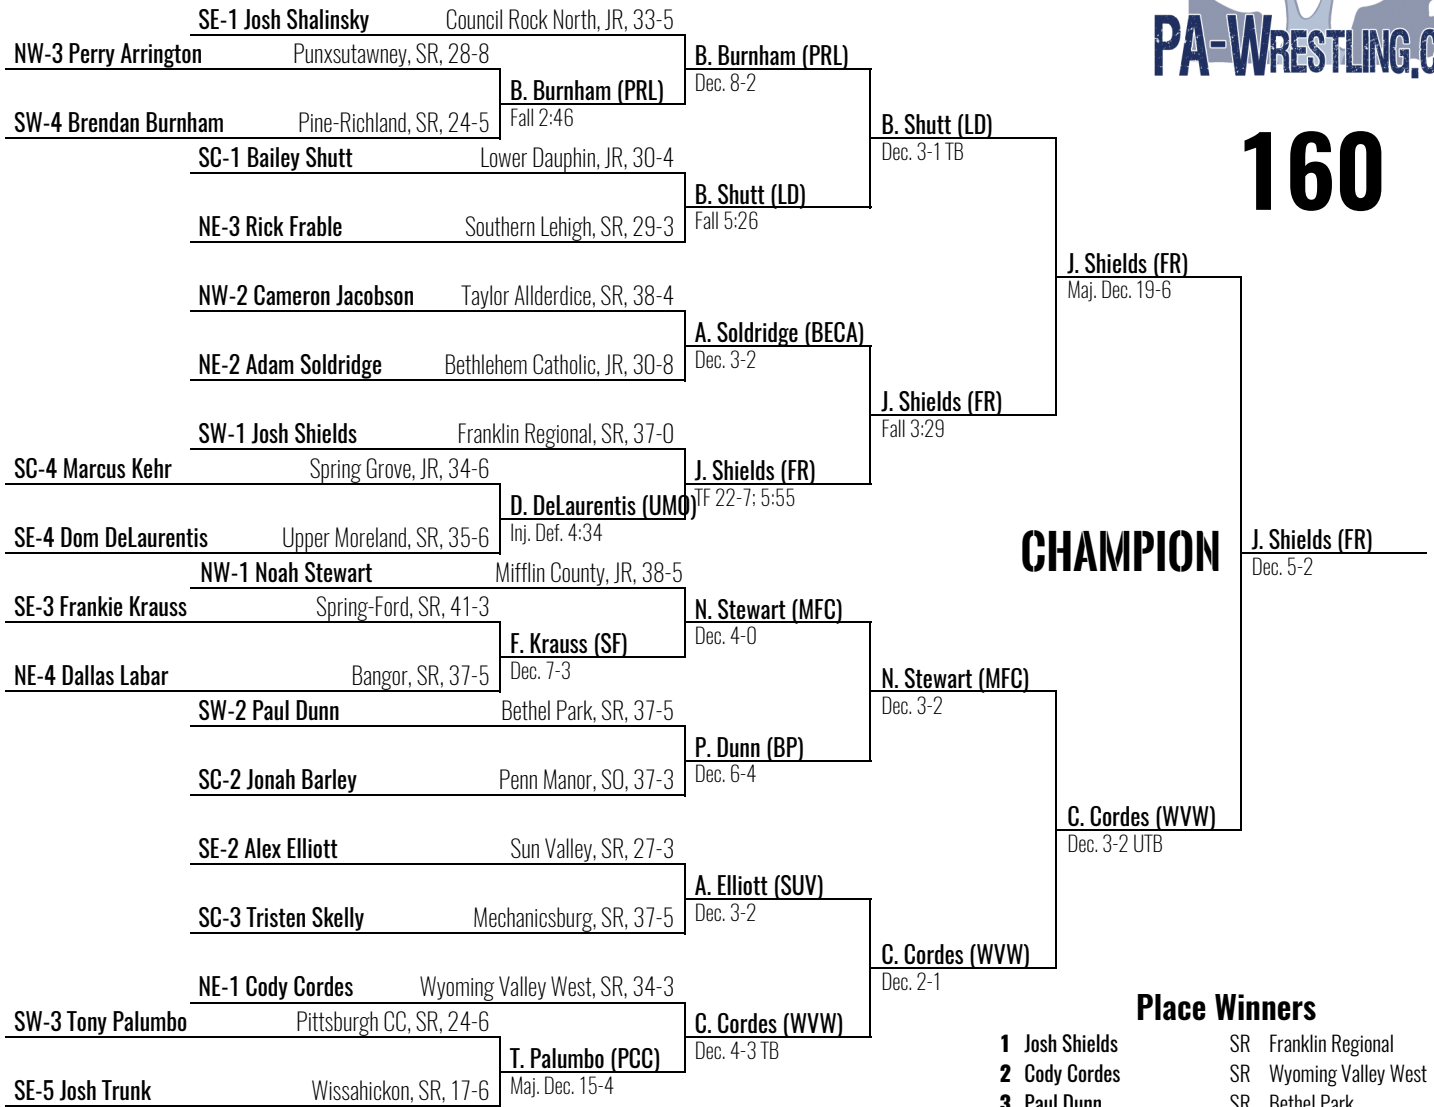 SE-1 Josh Shalinsky Council Rock North, JR, 33-5
PA-WRESTLING.C
NW-3 Perry Arrington Punxsutawney, SR, 28-8
B. Burnham (PRL)
Dec. 8-2
B. Burnham (PRL)
Fall 2:46
SW-4 Brendan Burnham Pine-Richland, SR, 24-5
B. Shutt (LD)
Dec. 3-1 TB
160
SC-1 Bailey Shutt Lower Dauphin, JR, 30-4
B. Shutt (LD)
Fall 5:26
NE-3 Rick Frable Southern Lehigh, SR, 29-3
J. Shields (FR)
Maj. Dec. 19-6
NW-2 Cameron Jacobson Taylor Allderdice, SR, 38-4
A. Soldridge (BECA)
Dec. 3-2
NE-2 Adam Soldridge Bethlehem Catholic, JR, 30-8
J. Shields (FR)
Fall 3:29
SW-1 Josh Shields Franklin Regional, SR, 37-0
SC-4 Marcus Kehr Spring Grove, JR, 34-6
J. Shields (FR)
TF 22-7; 5:55
D. DeLaurentis (UMO)
Inj. Def. 4:34
SE-4 Dom DeLaurentis Upper Moreland, SR, 35-6
CHAMPION
J. Shields (FR)
Dec. 5-2
NW-1 Noah Stewart Mifflin County, JR, 38-5
SE-3 Frankie Krauss Spring-Ford, SR, 41-3
N. Stewart (MFC)
Dec. 4-0
F. Krauss (SF)
Dec. 7-3
NE-4 Dallas Labar Bangor, SR, 37-5
N. Stewart (MFC)
Dec. 3-2
SW-2 Paul Dunn Bethel Park, SR, 37-5
P. Dunn (BP)
Dec. 6-4
SC-2 Jonah Barley Penn Manor, SO, 37-3
C. Cordes (WVW)
Dec. 3-2 UTB
SE-2 Alex Elliott Sun Valley, SR, 27-3
A. Elliott (SUV)
Dec. 3-2
SC-3 Tristen Skelly Mechanicsburg, SR, 37-5
C. Cordes (WVW)
Dec. 2-1
NE-1 Cody Cordes Wyoming Valley West, SR, 34-3
SW-3 Tony Palumbo Pittsburgh CC, SR, 24-6
C. Cordes (WVW)
Dec. 4-3 TB
T. Palumbo (PCC)
Maj. Dec. 15-4
SE-5 Josh Trunk Wissahickon, SR, 17-6
Place Winners
1 Josh Shields SR Franklin Regional
2 Cody Cordes SR Wyoming Valley West
3 Paul Dunn SR Bethel Park